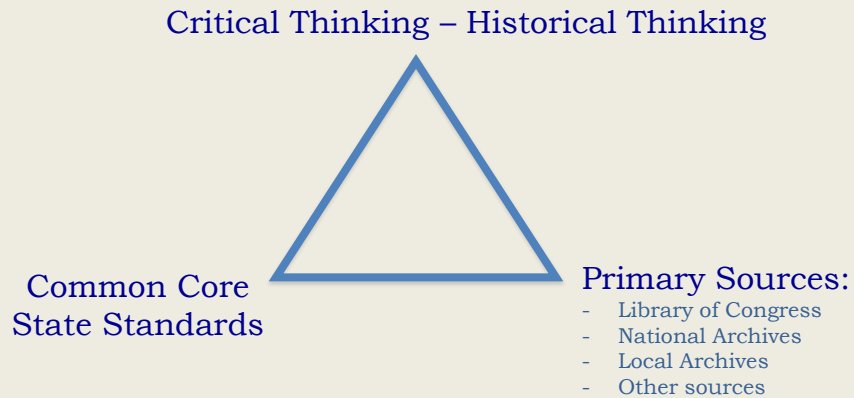 Critical Thinking – Historical Thinking
Common Core
State Standards
Primary Sources:
- Library of Congress
- National Archives
- Local Archives
- Other sources